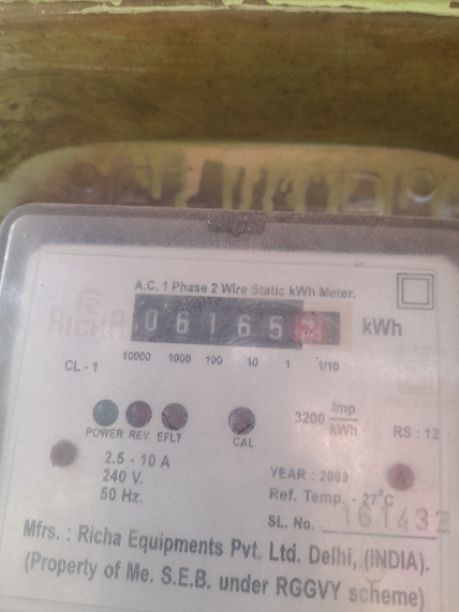 A.C. 1 Phase 2 Wire Static kWh Meter.
RICHA 06165 kWh
CL - 1 10000 1000 100 10 1 1/10
POWER REV. EFLT CAL
3200 imp/kWh RS : 12
2.5 - 10 A
240 V.
50 Hz.
YEAR : 2009
Ref. Temp. - 27°C
SL. No. 161433
Mfrs. : Richa Equipments Pvt. Ltd. Delhi, (INDIA).
(Property of Me. S.E.B. under RGGVY scheme)